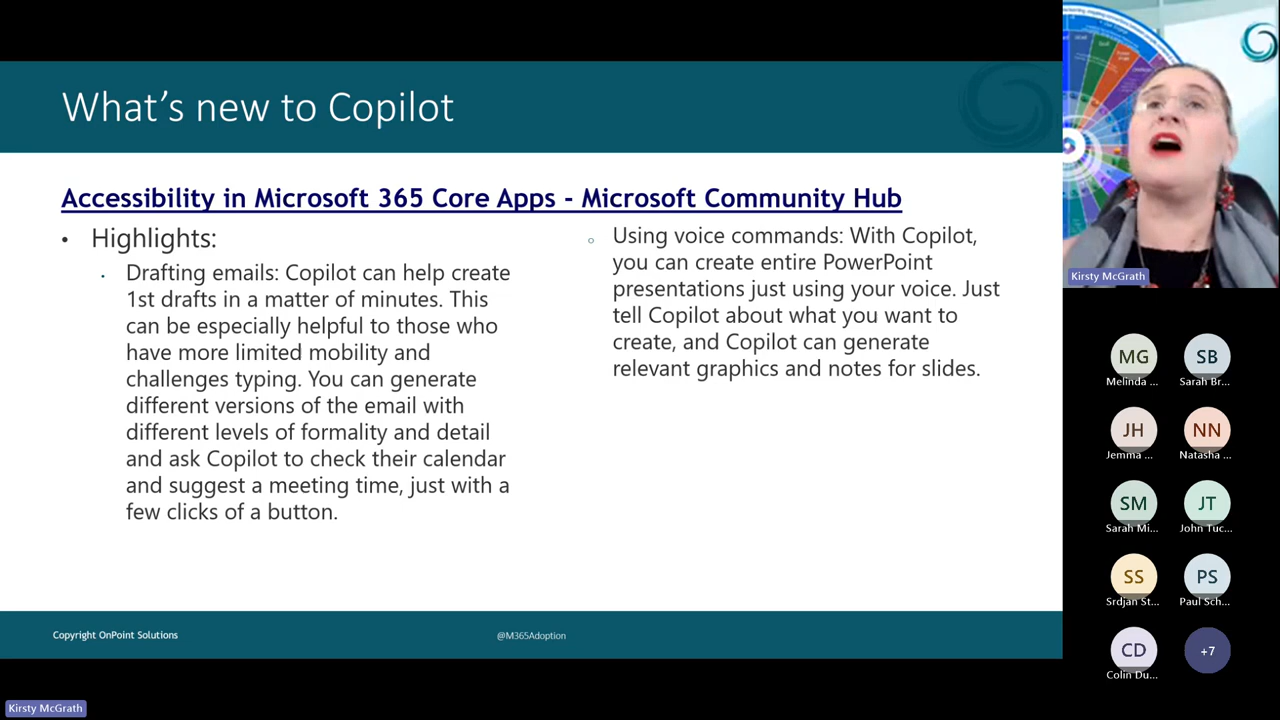 What's new to Copilot
Accessibility in Microsoft 365 Core Apps - Microsoft Community Hub
• Highlights:
Drafting emails: Copilot can help create
1st drafts in a matter of minutes. This
can be especially helpful to those who
have more limited mobility and
challenges typing. You can generate
different versions of the email with
different levels of formality and detail
and ask Copilot to check their calendar
and suggest a meeting time, just with a
few clicks of a button.
Using voice commands: With Copilot,
you can create entire PowerPoint
presentations just using your voice. Just
tell Copilot about what you want to
create, and Copilot can generate
relevant graphics and notes for slides.
Copyright OnPoint Solutions
@M365Adoption
Kirsty McGrath
Kirsty McGrath
MG
SB
Melinda ...
Sarah Br...
JH
NN
Jemma ...
Natasha ...
SM
JT
Sarah Mi...
John Tuc...
SS
PS
Srdjan St...
Paul Sch...
CD
+7
Colin Du...